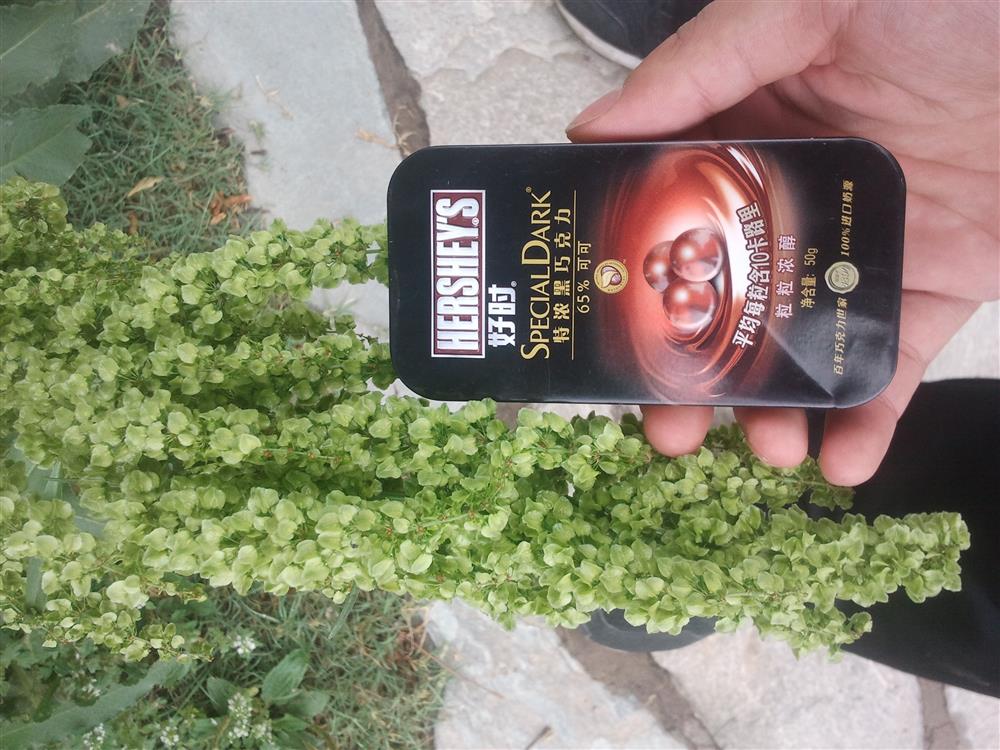 HERSHEY'S®
好时®
SPECIAL DARK®
特浓黑巧克力
65% 可可
平均每粒含10卡路里
粒粒浓醇
净含量: 50g
百年巧克力世家
100%进口奶源